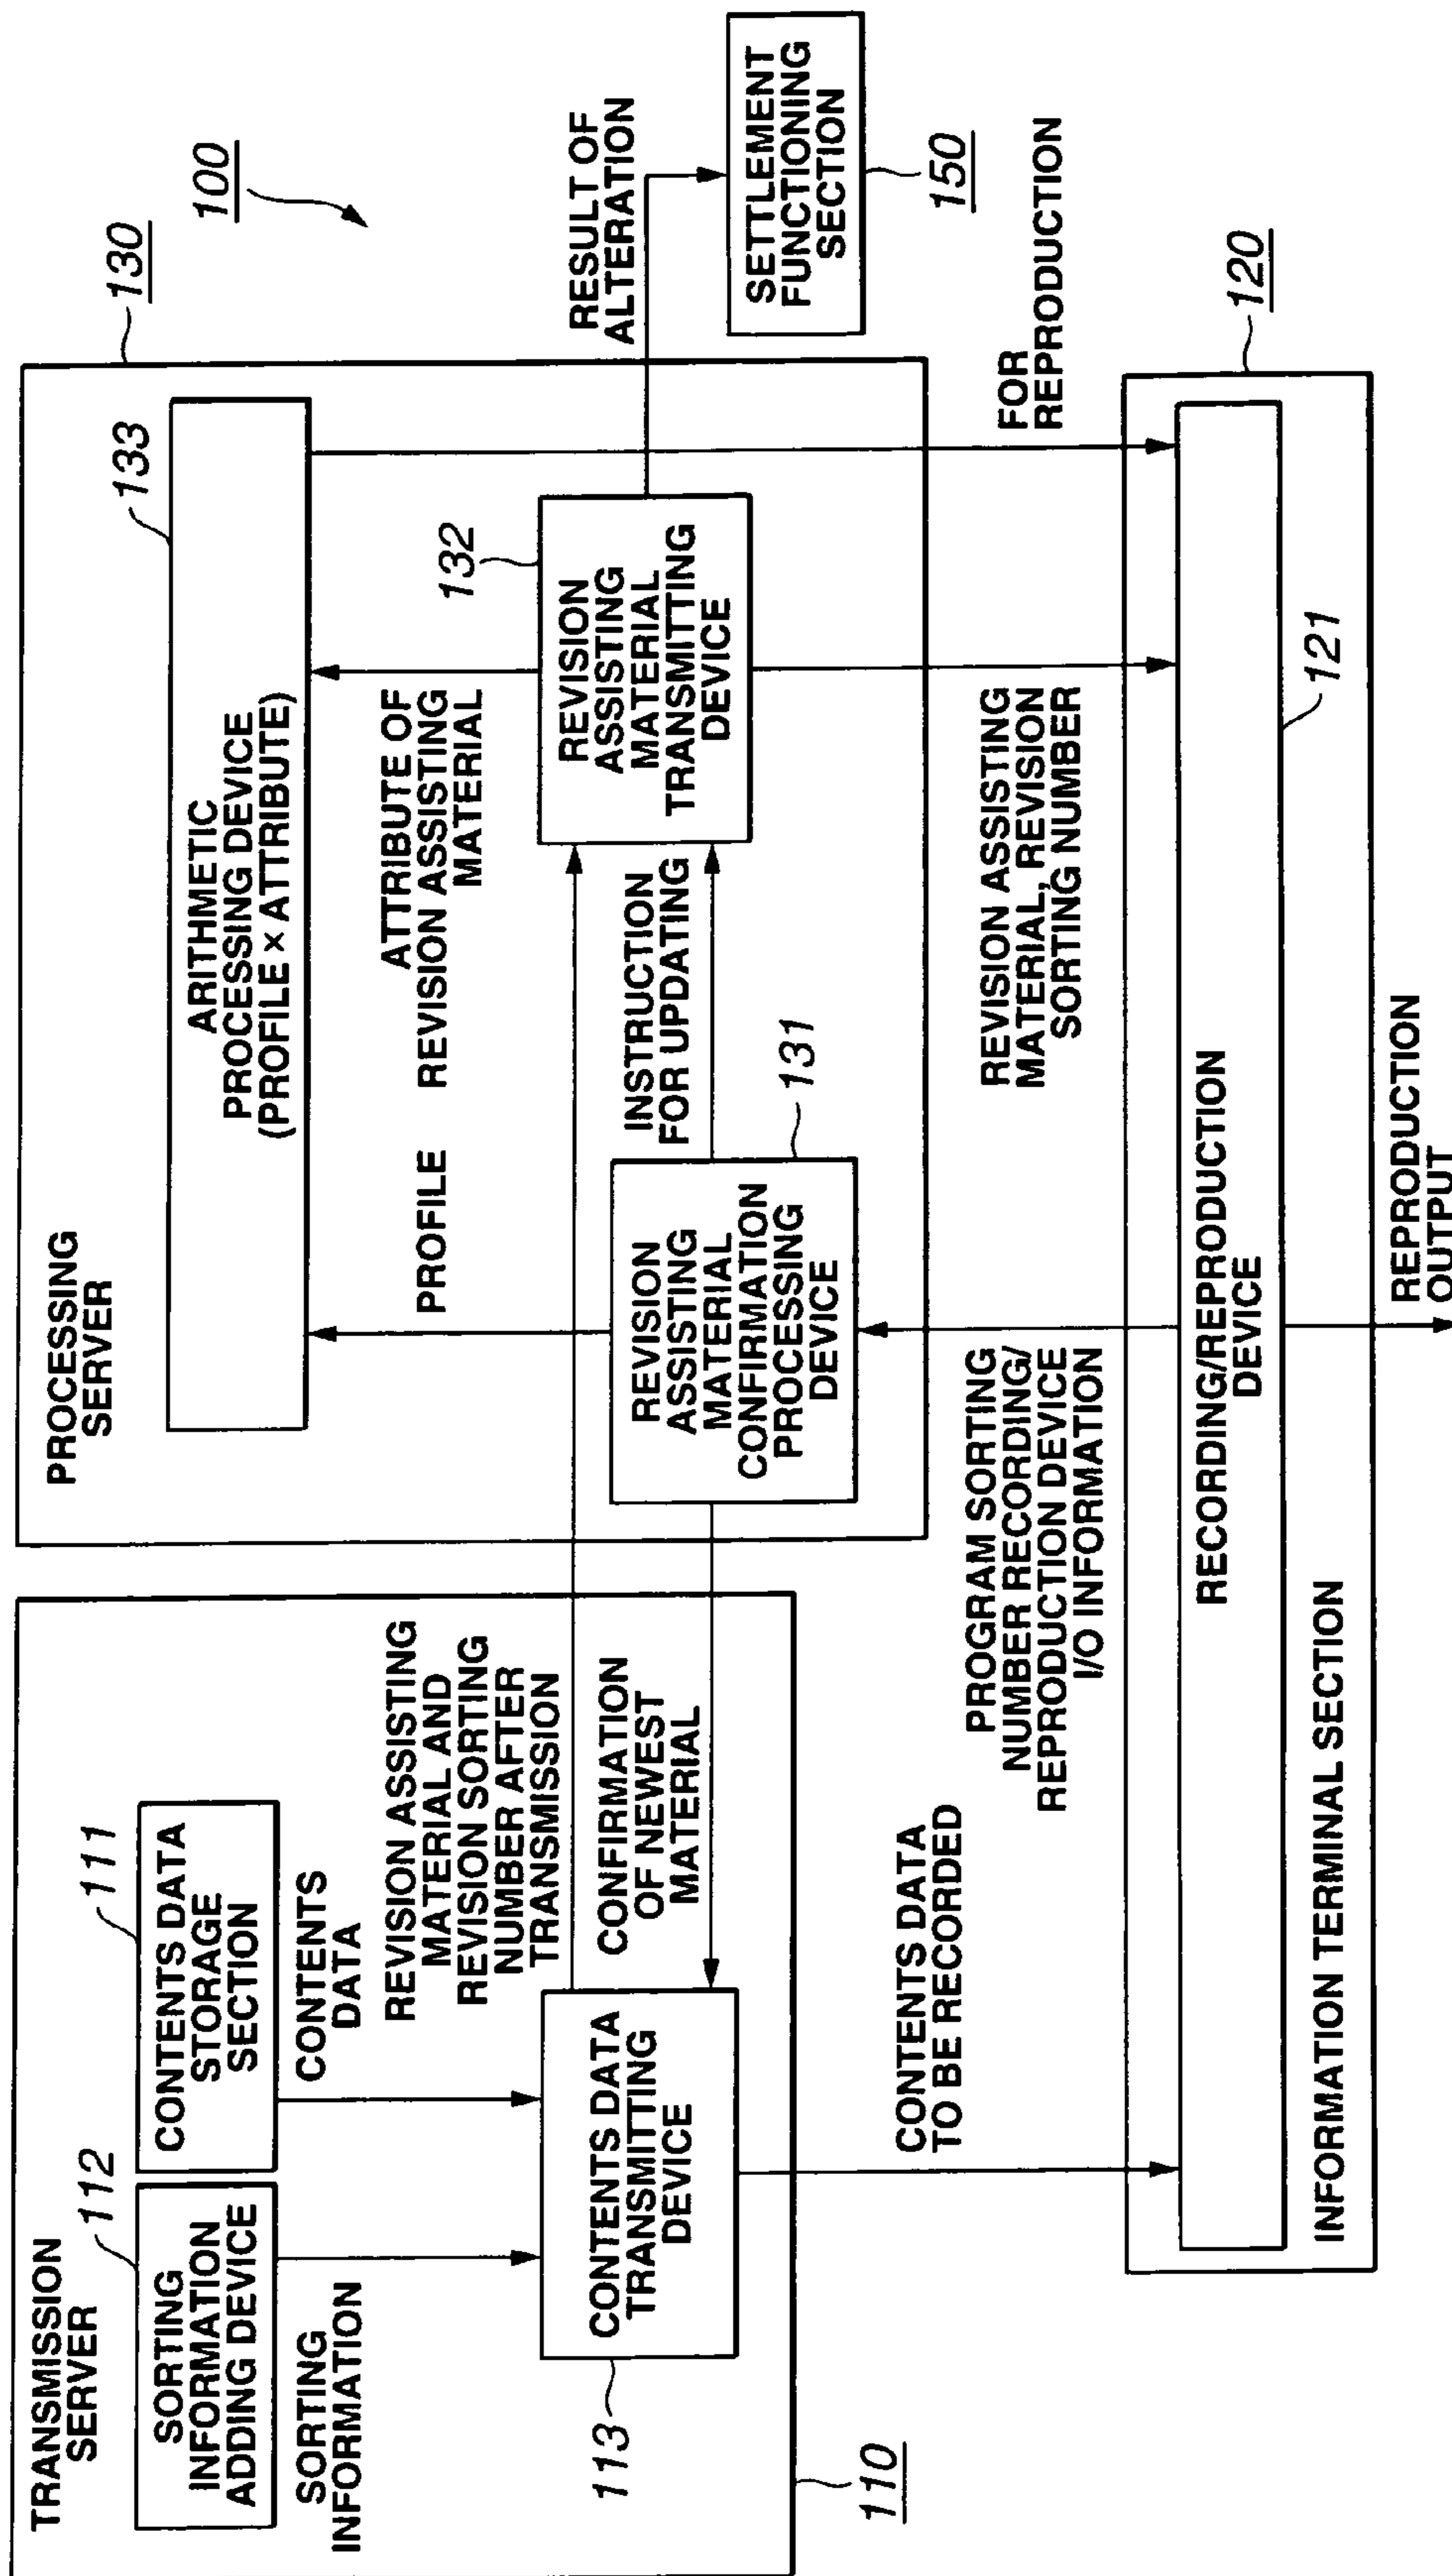 100
TRANSMISSION
SERVER
112
SORTING
INFORMATION
ADDING DEVICE
111
CONTENTS DATA
STORAGE
SECTION
SORTING
INFORMATION
CONTENTS
DATA
113
CONTENTS DATA
TRANSMITTING
DEVICE
110
REVISION ASSISTING
MATERIAL AND
REVISION SORTING
NUMBER AFTER
TRANSMISSION
CONFIRMATION
OF NEWEST
MATERIAL
PROCESSING
SERVER
130
133
ARITHMETIC
PROCESSING DEVICE
(PROFILE × ATTRIBUTE)
PROFILE
ATTRIBUTE OF
REVISION ASSISTING
MATERIAL
132
REVISION
ASSISTING
MATERIAL
TRANSMITTING
DEVICE
INSTRUCTION
FOR UPDATING
131
REVISION
ASSISTING
MATERIAL
CONFIRMATION
PROCESSING
DEVICE
RESULT OF
ALTERATION
SETTLEMENT
FUNCTIONING
SECTION
150
CONTENTS DATA
TO BE RECORDED
PROGRAM SORTING
NUMBER RECORDING/
REPRODUCTION DEVICE
I/O INFORMATION
REVISION ASSISTING
MATERIAL, REVISION
SORTING NUMBER
FOR
REPRODUCTION
120
RECORDING/REPRODUCTION
DEVICE
121
INFORMATION TERMINAL SECTION
REPRODUCTION
OUTPUT